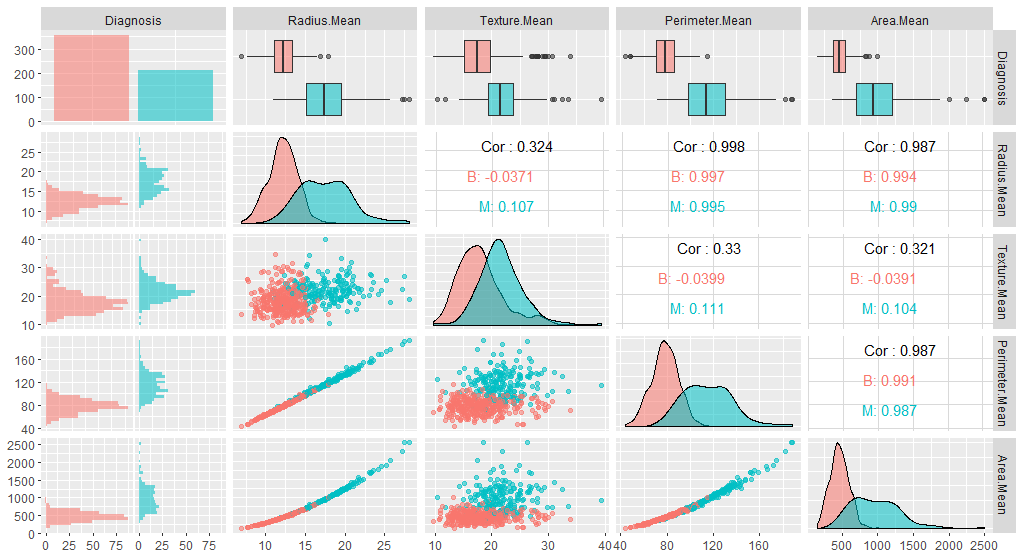 Diagnosis Radius.Mean Texture.Mean Perimeter.Mean Area.Mean
300
200
100
0
Diagnosis
25
20
15
10
Cor : 0.324 Cor : 0.998 Cor : 0.987
B: -0.0371 B: 0.997 B: 0.994
M: 0.107 M: 0.995 M: 0.99
Radius.Mean
40
30
20
10
Cor : 0.33 Cor : 0.321
B: -0.0399 B: -0.0391
M: 0.111 M: 0.104
Texture.Mean
160
120
80
40
Cor : 0.987
B: 0.991
M: 0.987
Perimeter.Mean
2500
2000
1500
1000
500
0
Area.Mean
0 25 50 75 0 25 50 75 10 15 20 25 10 20 30 40 40 80 120 160 500 1000 1500 2000 2500